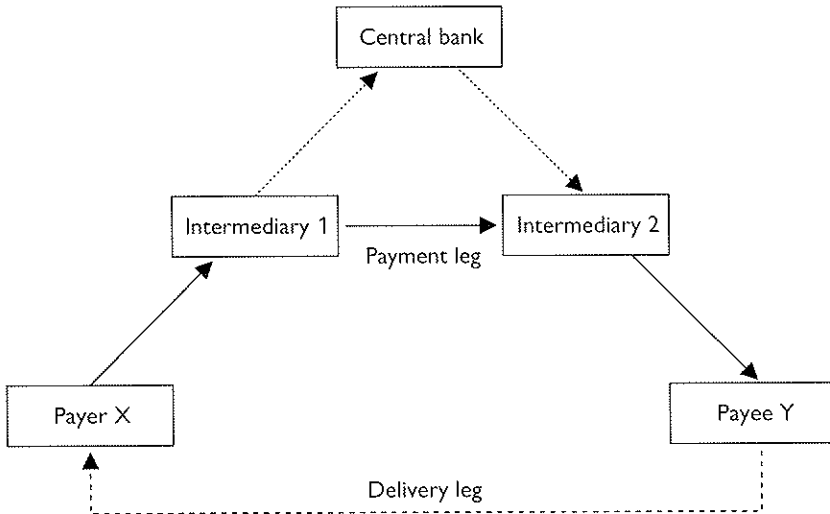 Central bank
Intermediary 1
Intermediary 2
Payment leg
Payer X
Payee Y
Delivery leg